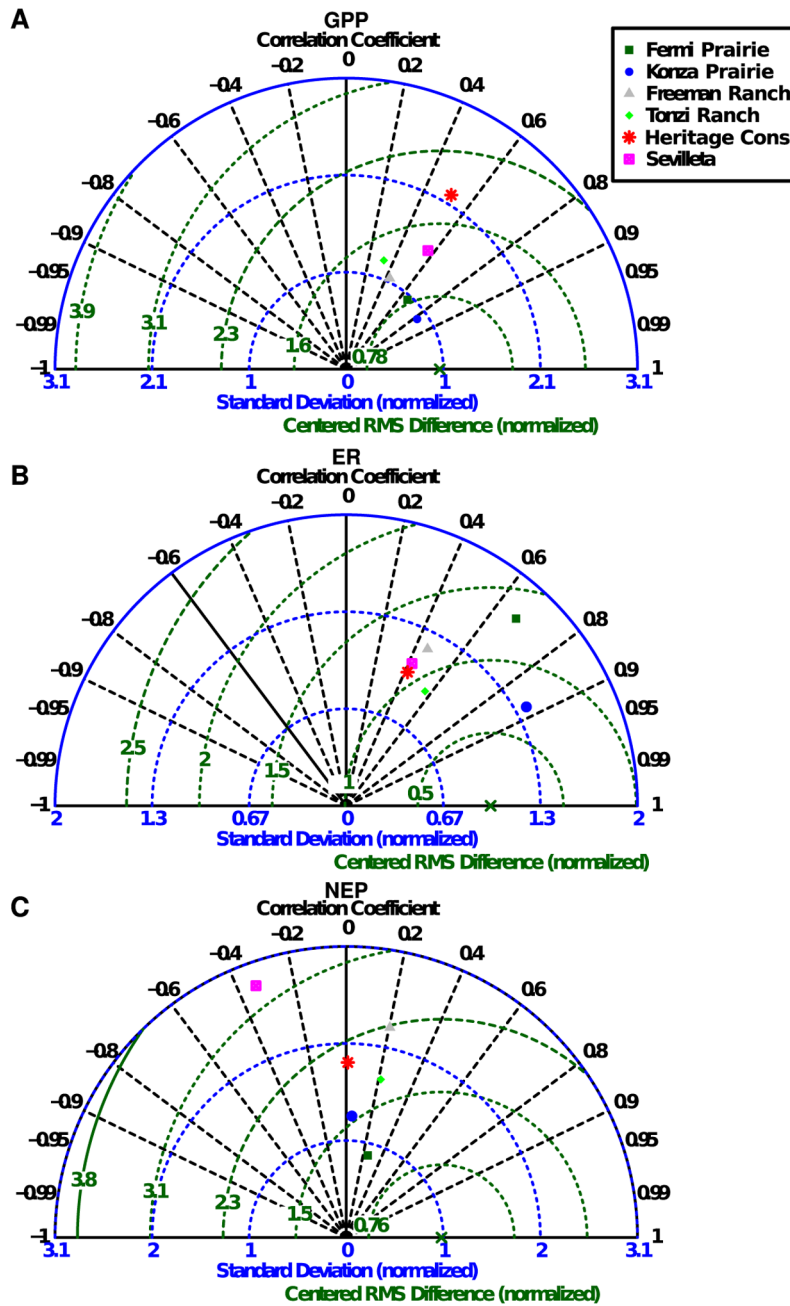 A
GPP
Correlation Coefficient
0
−0.2 0.2
−0.4 0.4
−0.6 0.6
−0.8 0.8
−0.9 0.9
−0.95 0.95
−0.99 0.99
−1 1
3.9 3.1 2.3 1.6 0.78
3.1 2.1 1 0 1 2.1 3.1
Standard Deviation (normalized)
Centered RMS Difference (normalized)
Fermi Prairie
Konza Prairie
Freeman Ranch
Tonzi Ranch
Heritage Cons
Sevilleta
B
ER
Correlation Coefficient
0
−0.2 0.2
−0.4 0.4
−0.6 0.6
−0.8 0.8
−0.9 0.9
−0.95 0.95
−0.99 0.99
−1 1
2.5 2 1.5 1 0.5
2 1.3 0.67 0 0.67 1.3 2
Standard Deviation (normalized)
Centered RMS Difference (normalized)
C
NEP
Correlation Coefficient
0
−0.2 0.2
−0.4 0.4
−0.6 0.6
−0.8 0.8
−0.9 0.9
−0.95 0.95
−0.99 0.99
−1 1
3.8 3.1 2.3 1.5 0.76
3.1 2 1 0 1 2 3.1
Standard Deviation (normalized)
Centered RMS Difference (normalized)